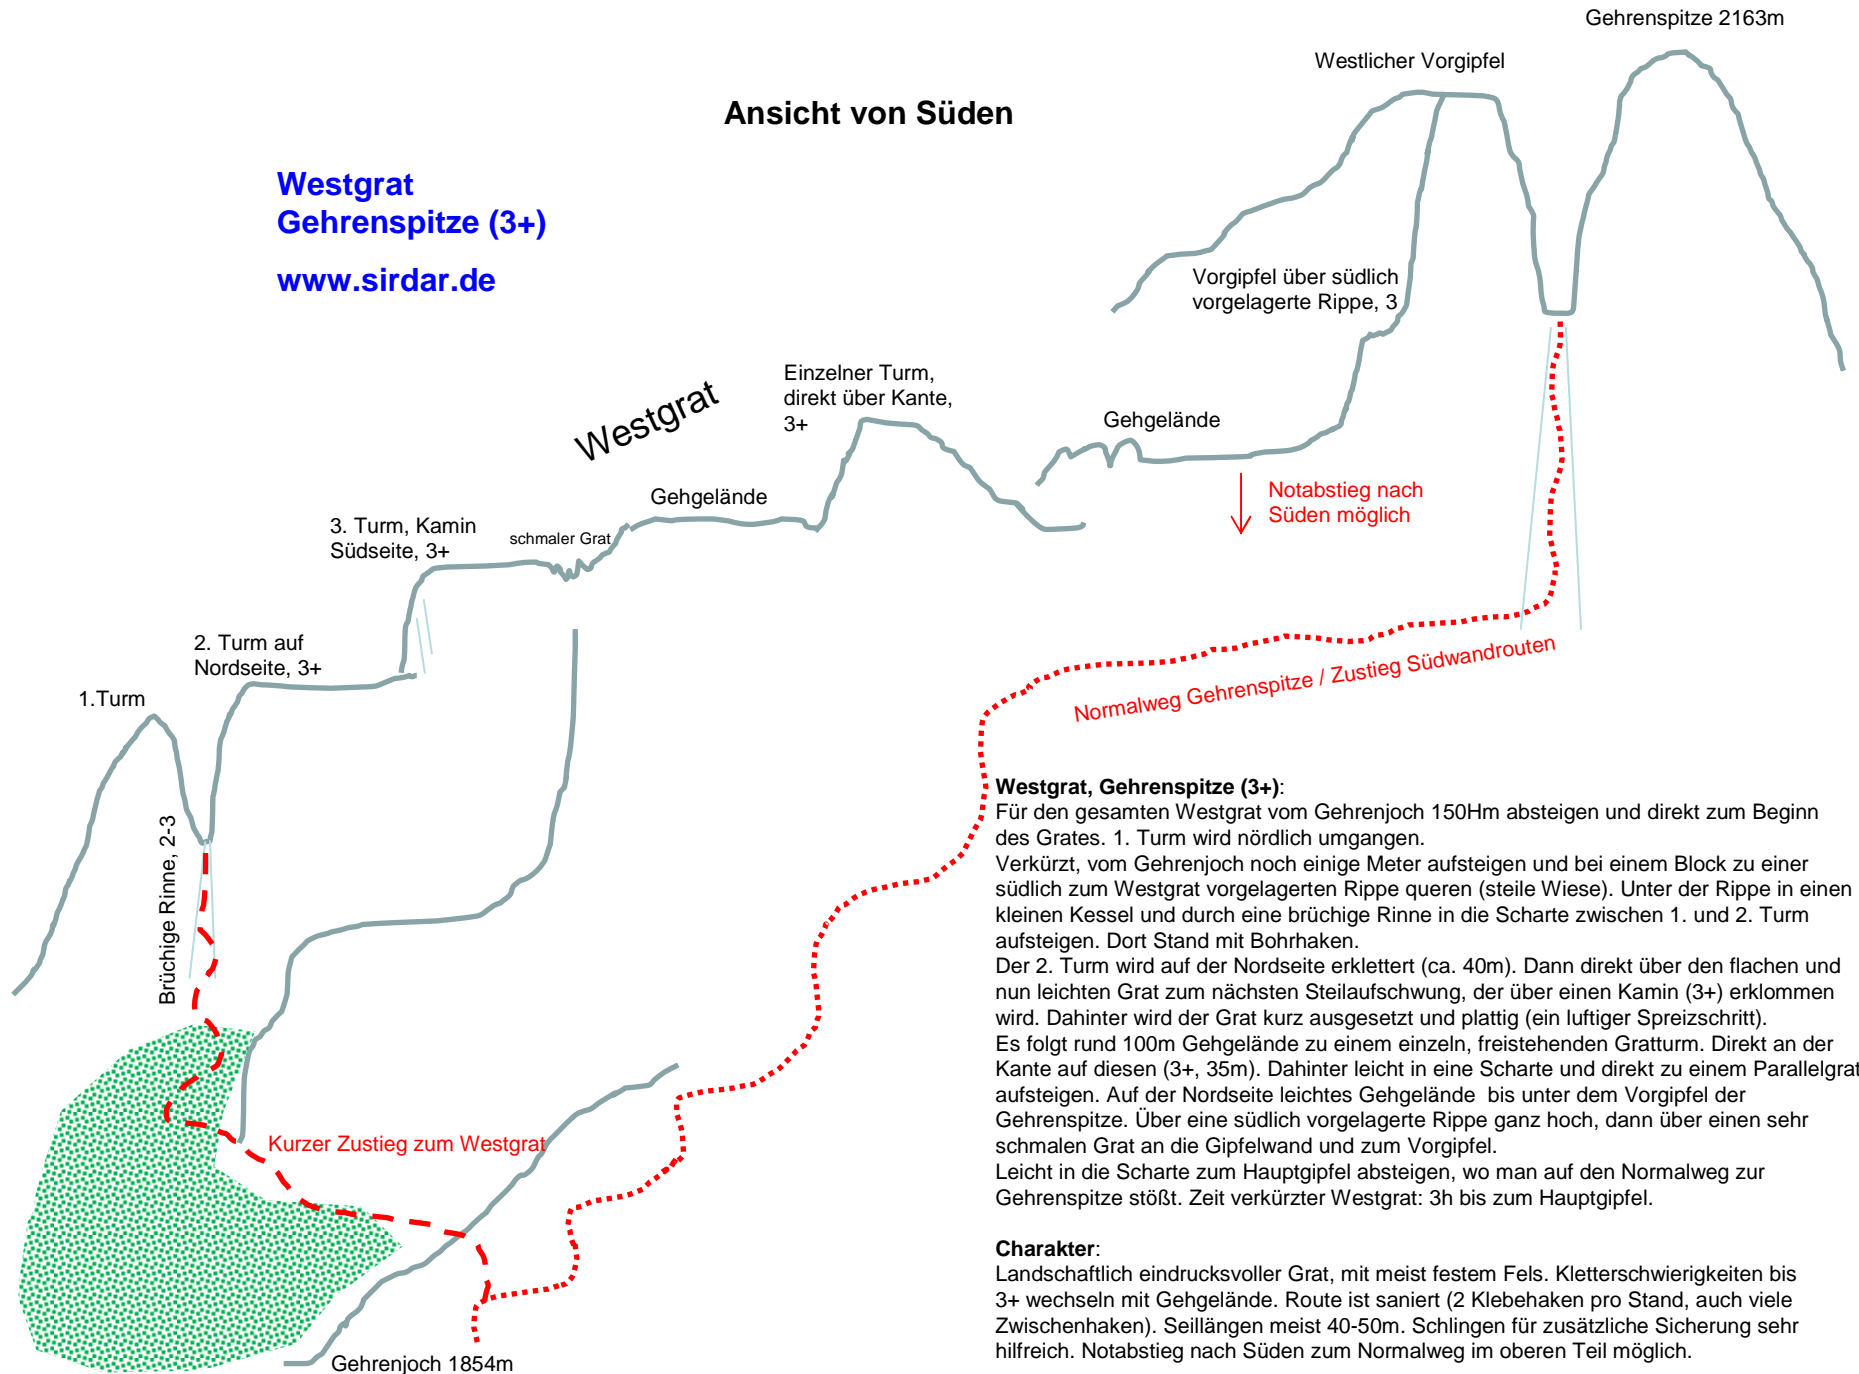 Gehrenspitze 2163m
Westlicher Vorgipfel
Ansicht von Süden
Westgrat
Gehrenspitze (3+)
www.sirdar.de
Vorgipfel über südlich
vorgelagerte Rippe, 3
Einzelner Turm,
direkt über Kante,
3+
Westgrat
Gehgelände
Gehgelände
Notabstieg nach
Süden möglich
3. Turm, Kamin
Südseite, 3+
schmaler Grat
2. Turm auf
Nordseite, 3+
1.Turm
Normalweg Gehrenspitze / Zustieg Südwandrouten
Brüchige Rinne, 2-3
Kurzer Zustieg zum Westgrat
Gehrenjoch 1854m
Westgrat, Gehrenspitze (3+):
Für den gesamten Westgrat vom Gehrenjoch 150Hm absteigen und direkt zum Beginn
des Grates. 1. Turm wird nördlich umgangen.
Verkürzt, vom Gehrenjoch noch einige Meter aufsteigen und bei einem Block zu einer
südlich zum Westgrat vorgelagerten Rippe queren (steile Wiese). Unter der Rippe in einen
kleinen Kessel und durch eine brüchige Rinne in die Scharte zwischen 1. und 2. Turm
aufsteigen. Dort Stand mit Bohrhaken.
Der 2. Turm wird auf der Nordseite erklettert (ca. 40m). Dann direkt über den flachen und
nun leichten Grat zum nächsten Steilaufschwung, der über einen Kamin (3+) erklommen
wird. Dahinter wird der Grat kurz ausgesetzt und plattig (ein luftiger Spreizschritt).
Es folgt rund 100m Gehgelände zu einem einzeln, freistehenden Gratturm. Direkt an der
Kante auf diesen (3+, 35m). Dahinter leicht in eine Scharte und direkt zu einem Parallelgrat
aufsteigen. Auf der Nordseite leichtes Gehgelände bis unter dem Vorgipfel der
Gehrenspitze. Über eine südlich vorgelagerte Rippe ganz hoch, dann über einen sehr
schmalen Grat an die Gipfelwand und zum Vorgipfel.
Leicht in die Scharte zum Hauptgipfel absteigen, wo man auf den Normalweg zur
Gehrenspitze stößt. Zeit verkürzter Westgrat: 3h bis zum Hauptgipfel.
Charakter:
Landschaftlich eindrucksvoller Grat, mit meist festem Fels. Kletterschwierigkeiten bis
3+ wechseln mit Gehgelände. Route ist saniert (2 Klebehaken pro Stand, auch viele
Zwischenhaken). Seillängen meist 40-50m. Schlingen für zusätzliche Sicherung sehr
hilfreich. Notabstieg nach Süden zum Normalweg im oberen Teil möglich.